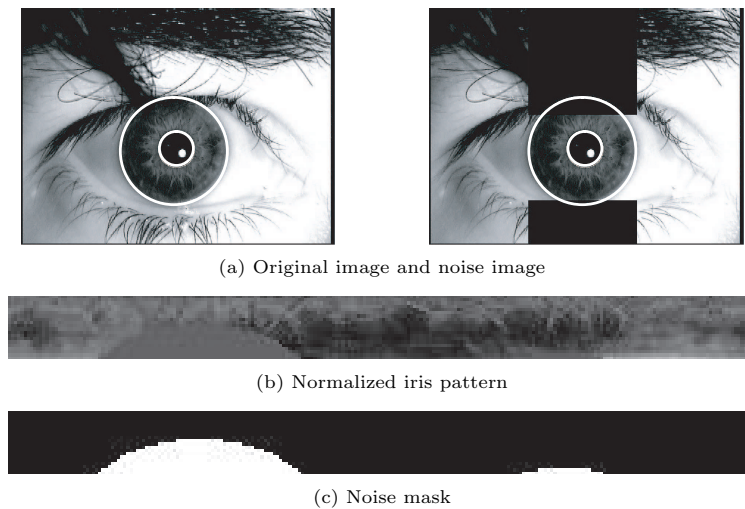 (a) Original image and noise image
(b) Normalized iris pattern
(c) Noise mask